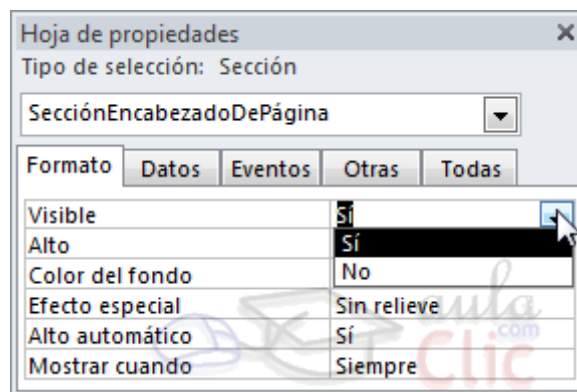 Hoja de propiedades
Tipo de selección: Sección
SecciónEncabezadoDePágina
Formato Datos Eventos Otras Todas
Visible Sí
Alto Sí
Color del fondo No
Efecto especial Sin relieve
Alto automático Sí
Mostrar cuando Siempre
aula
.com
Clic